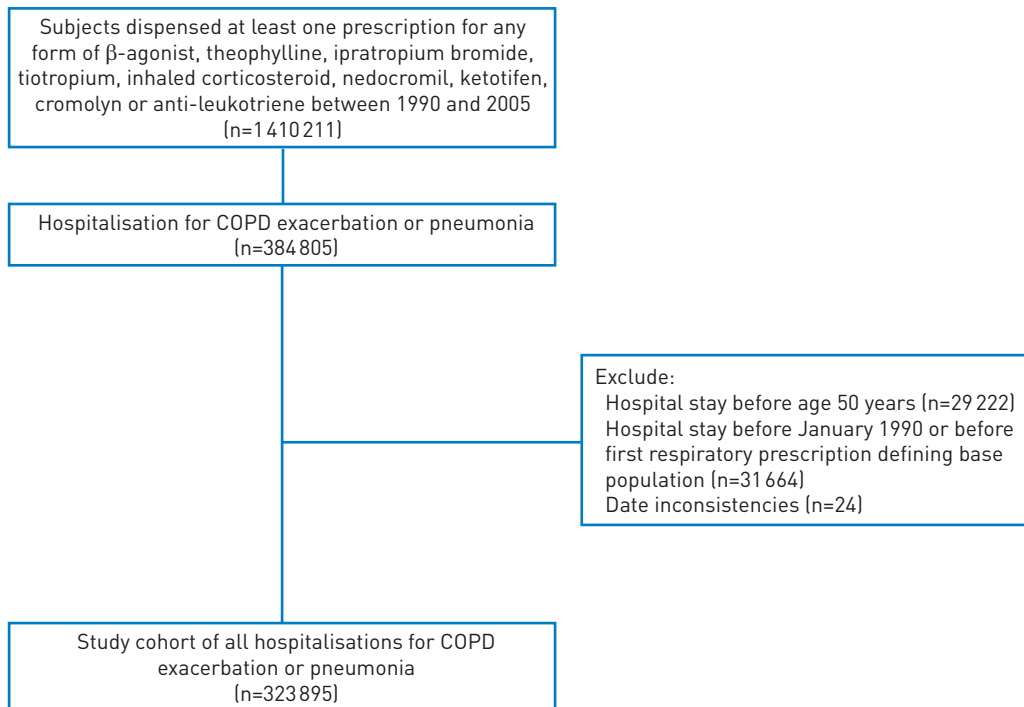 Subjects dispensed at least one prescription for any
form of β-agonist, theophylline, ipratropium bromide,
tiotropium, inhaled corticosteroid, nedocromil, ketotifen,
cromolyn or anti-leukotriene between 1990 and 2005
(n=1 410 211)
Hospitalisation for COPD exacerbation or pneumonia
(n=384 805)
Exclude:
Hospital stay before age 50 years (n=29 222)
Hospital stay before January 1990 or before
first respiratory prescription defining base
population (n=31 664)
Date inconsistencies (n=24)
Study cohort of all hospitalisations for COPD
exacerbation or pneumonia
(n=323 895)